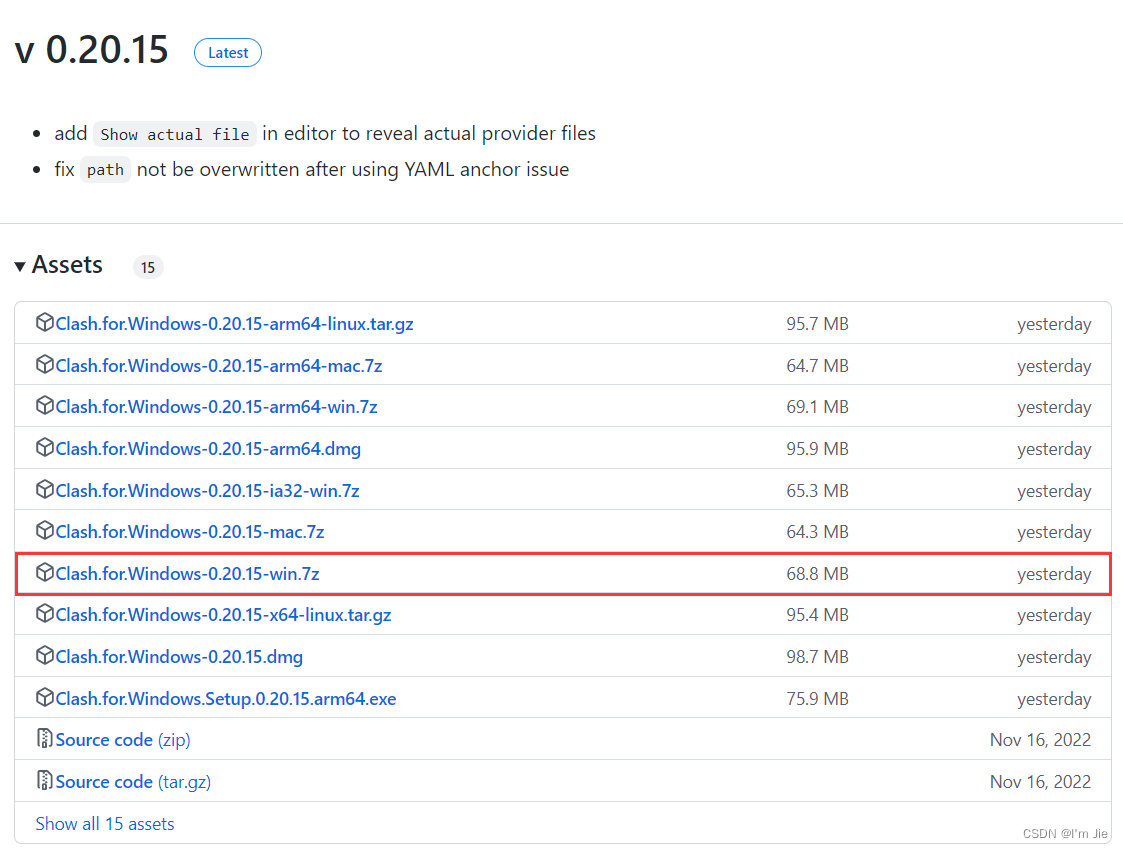 v 0.20.15 Latest
add Show actual file in editor to reveal actual provider files
fix path not be overwritten after using YAML anchor issue
Assets 15
Clash.for.Windows-0.20.15-arm64-linux.tar.gz 95.7 MB yesterday
Clash.for.Windows-0.20.15-arm64-mac.7z 64.7 MB yesterday
Clash.for.Windows-0.20.15-arm64-win.7z 69.1 MB yesterday
Clash.for.Windows-0.20.15-arm64.dmg 95.9 MB yesterday
Clash.for.Windows-0.20.15-ia32-win.7z 65.3 MB yesterday
Clash.for.Windows-0.20.15-mac.7z 64.3 MB yesterday
Clash.for.Windows-0.20.15-win.7z 68.8 MB yesterday
Clash.for.Windows-0.20.15-x64-linux.tar.gz 95.4 MB yesterday
Clash.for.Windows-0.20.15.dmg 98.7 MB yesterday
Clash.for.Windows.Setup.0.20.15.arm64.exe 75.9 MB yesterday
Source code (zip) Nov 16, 2022
Source code (tar.gz) Nov 16, 2022
Show all 15 assets
CSDN @I'm Jie